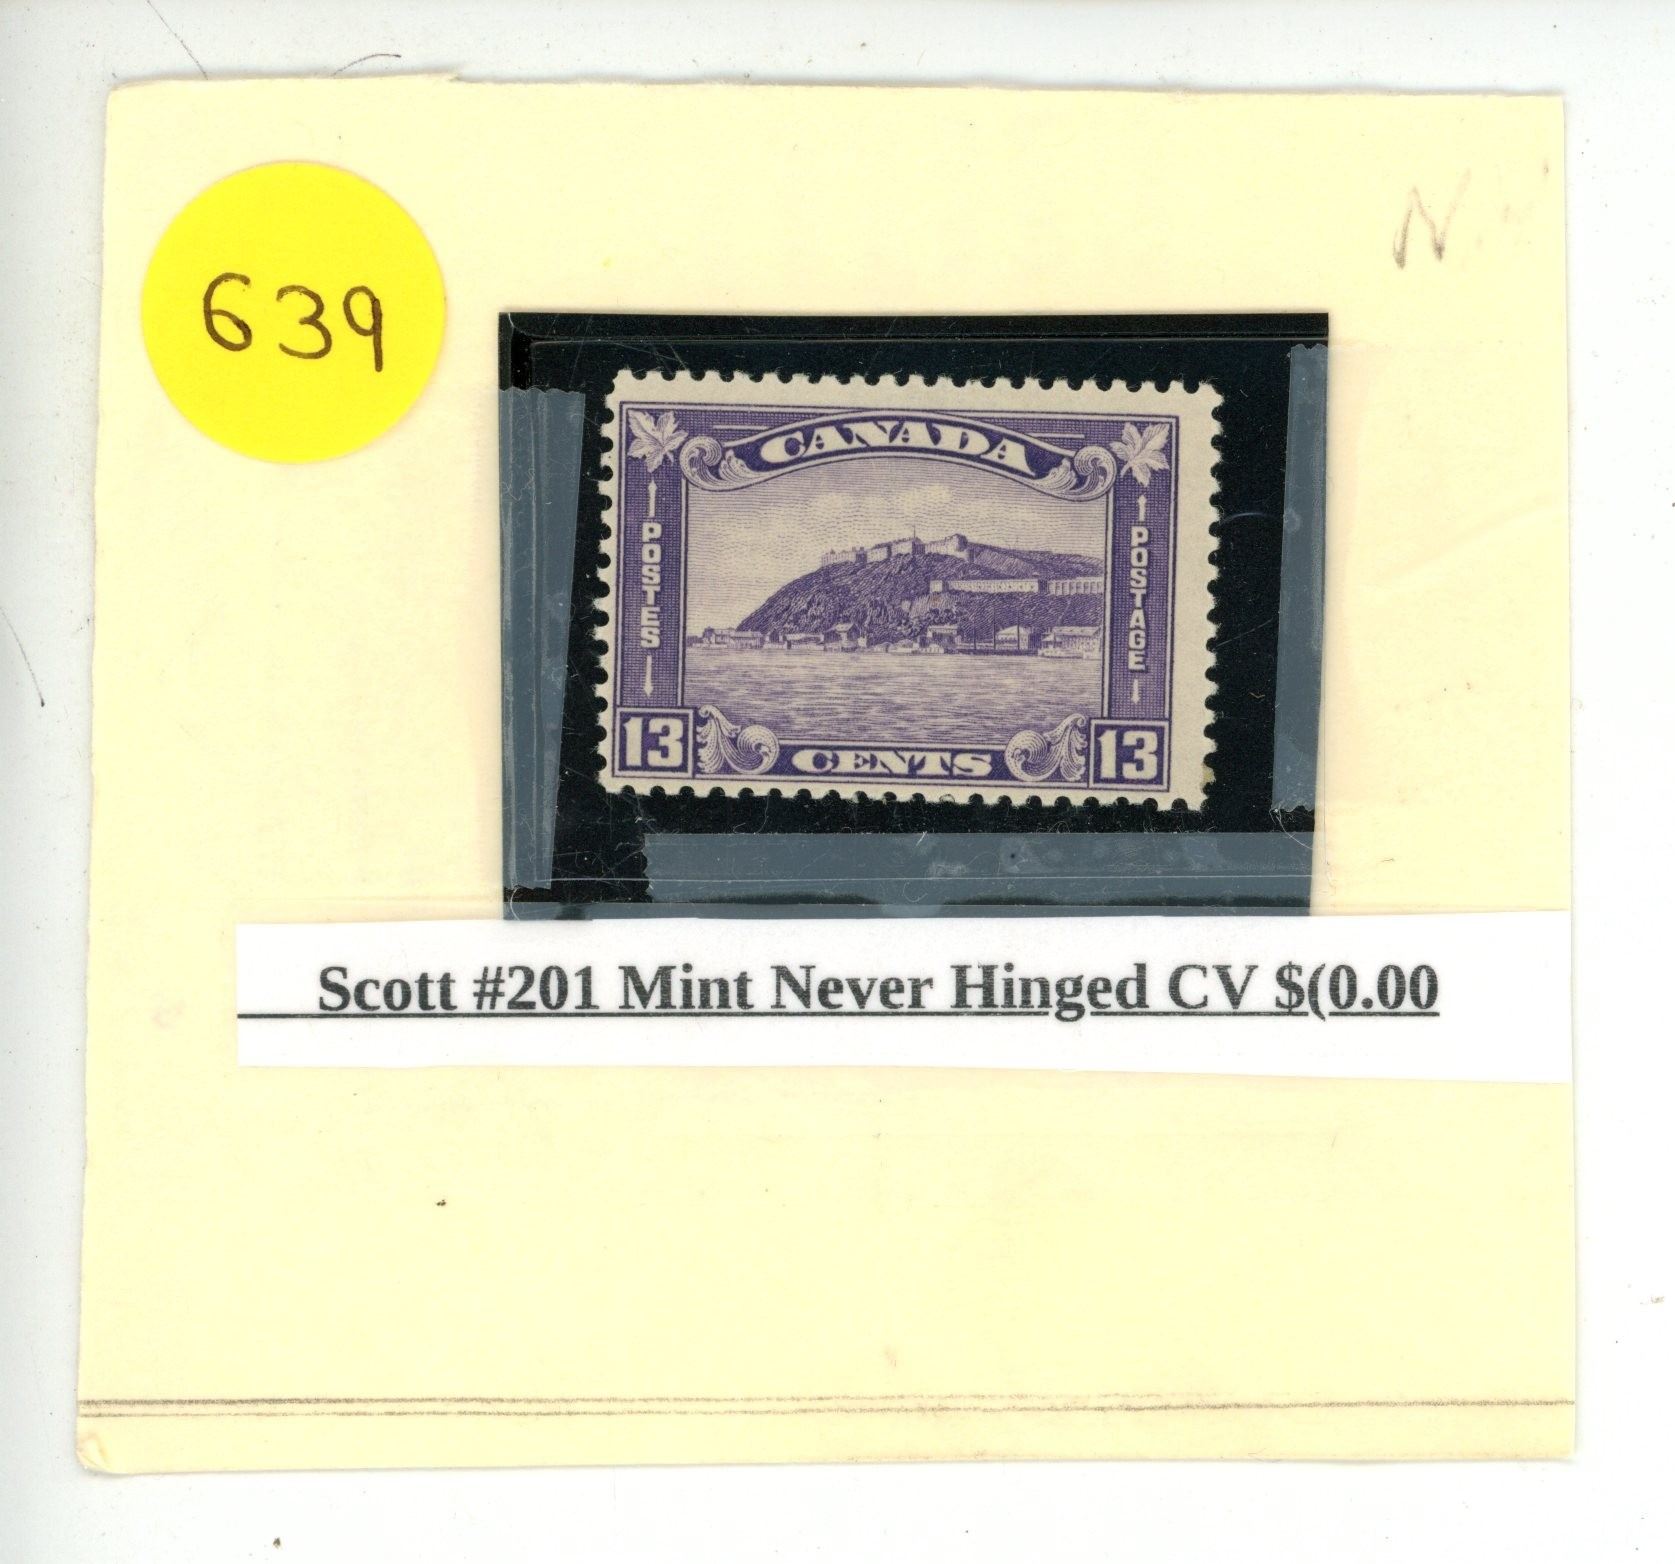 639
CANADA
POSTES
POSTAGE
13
CENTS
13
Scott #201 Mint Never Hinged CV $(0.00